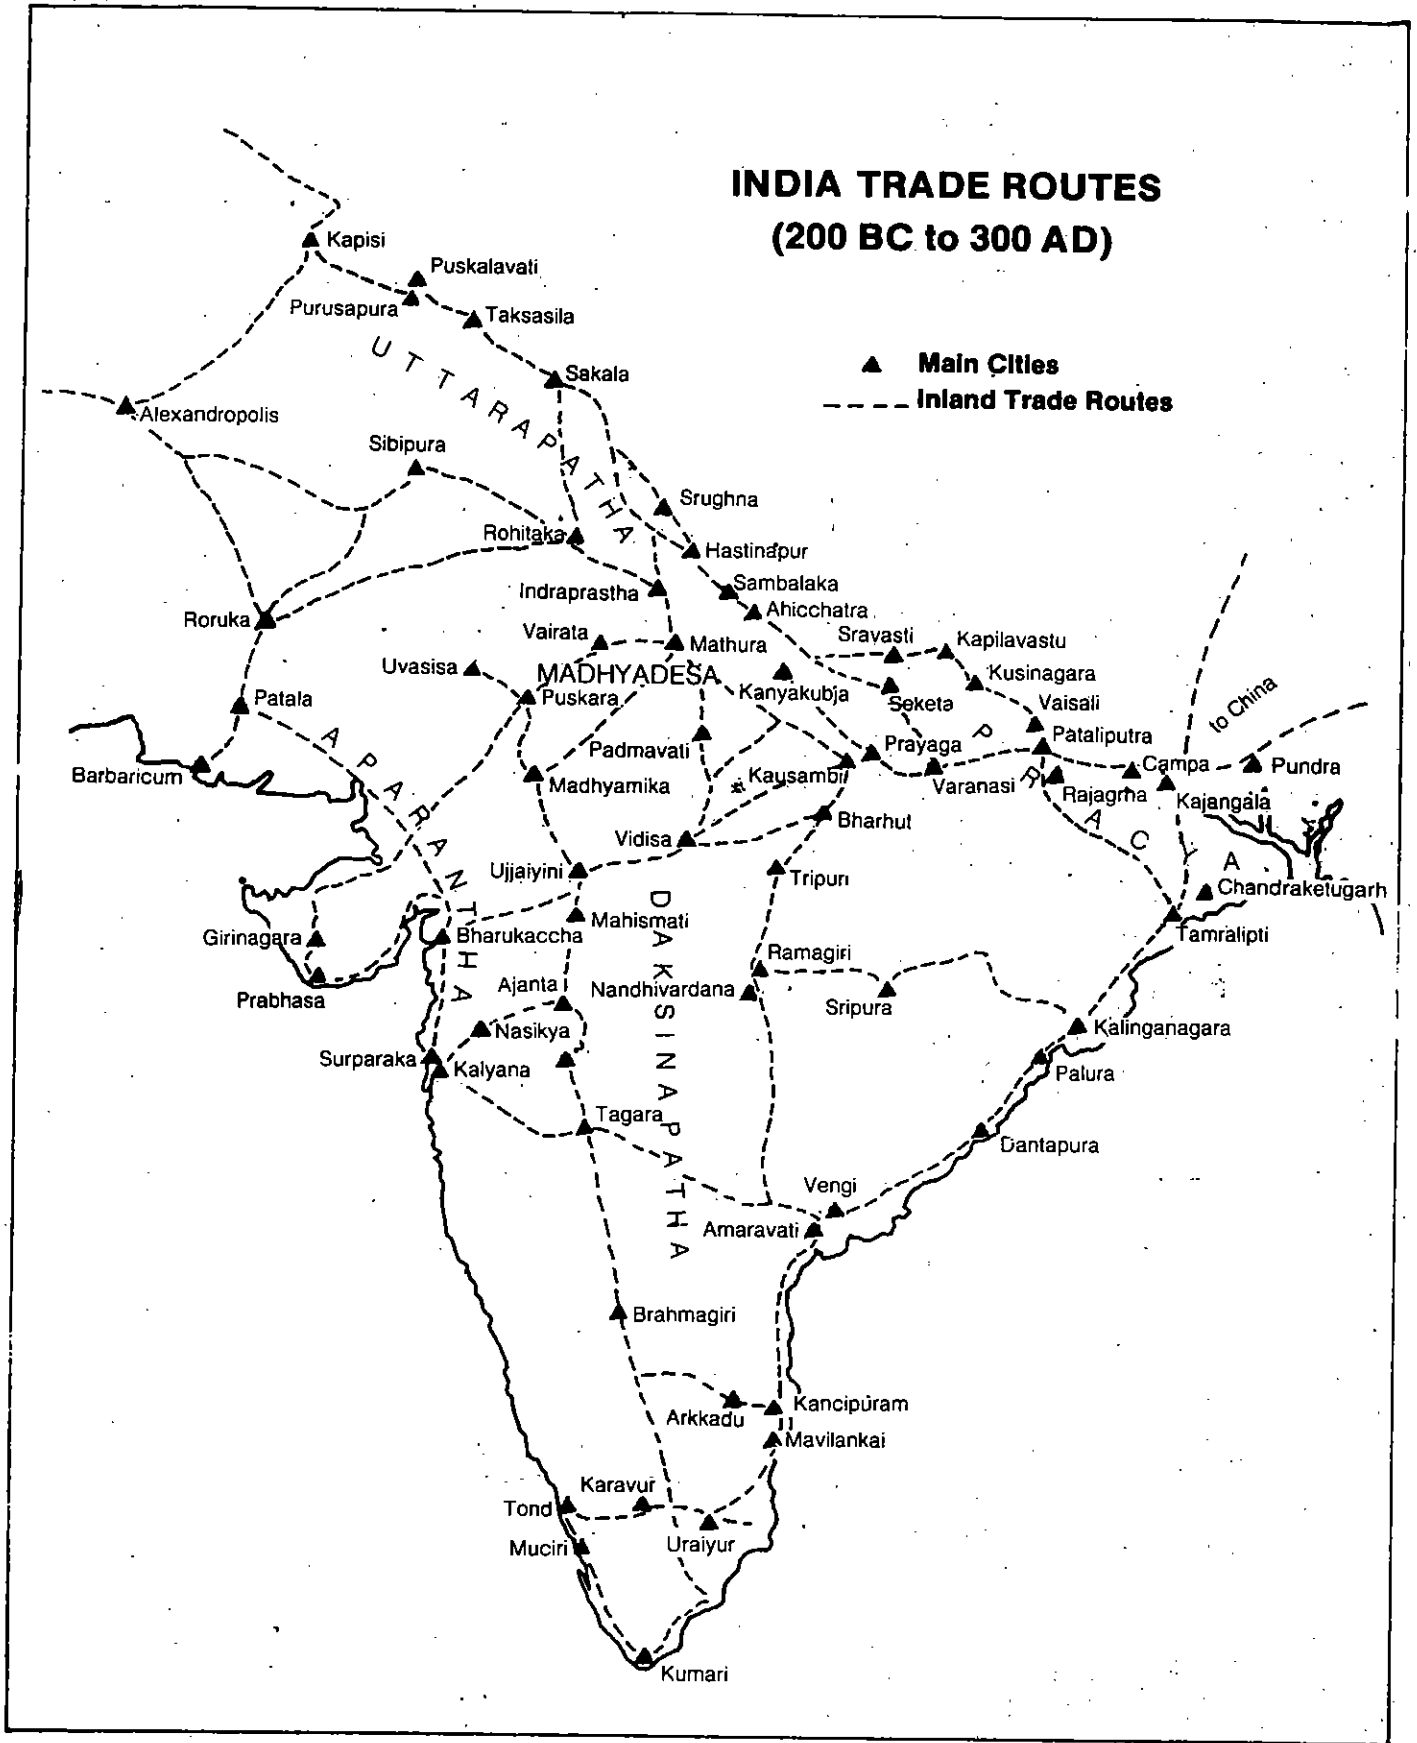 INDIA TRADE ROUTES
(200 BC to 300 AD)
Main Cities
Inland Trade Routes
Kapisi
Puskalavati
Purusapura
Taksasila
UTTARAPATHA
Sakala
Alexandropolis
Sibipura
Srughna
Rohitaka
Hastinapur
Indraprastha
Sambalaka
Ahicchatra
Roruka
Vairata
Mathura
Sravasti
Kapilavastu
Uvasisa
MADHYADESA
Kusinagara
Patala
Puskara
Kanyakubja
Seketa
Vaisali
to China
APARANTHA
Padmavati
Prayaga
PRACYA
Pataliputra
Barbaricum
Madhyamika
Kausambi
Varanasi
Campa
Pundra
Rajagrha
Kajangala
Vidisa
Bharhut
Ujjaiyini
Tripuri
DAKSINAPATHA
Chandraketugarh
Mahismati
Girinagara
Bharukaccha
Tamralipti
Ajanta
Ramagiri
Nandhivardana
Prabhasa
Sripura
Nasikya
Kalinganagara
Surparaka
Kalyana
Palura
Tagara
Dantapura
Vengi
Amaravati
Brahmagiri
Arkkadu
Kancipuram
Mavilankai
Karavur
Tond
Muciri
Uraiyur
Kumari